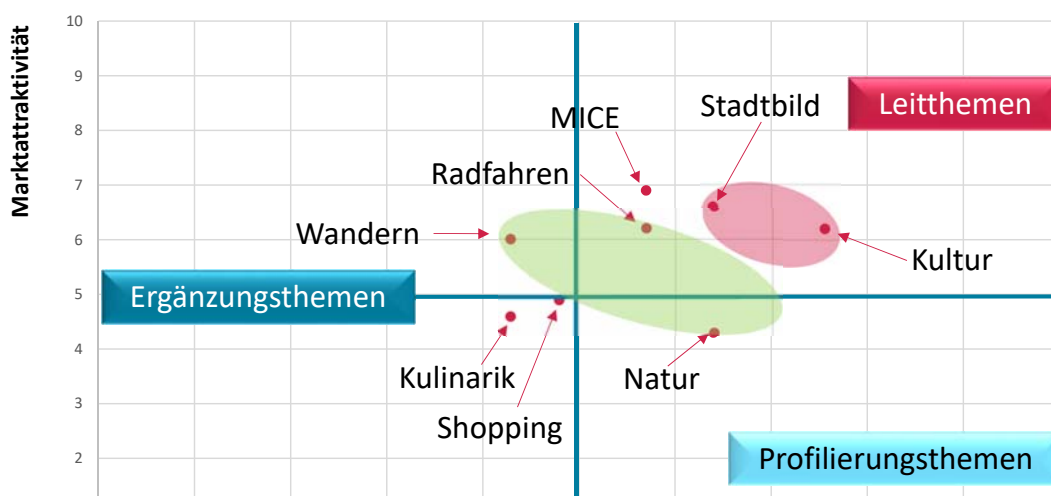 Marktattraktivität
10
9
8
7
6
5
4
3
2
Leitthemen
Stadtbild
MICE
Radfahren
Wandern
Kultur
Ergänzungsthemen
Kulinarik
Natur
Shopping
Profilierungsthemen